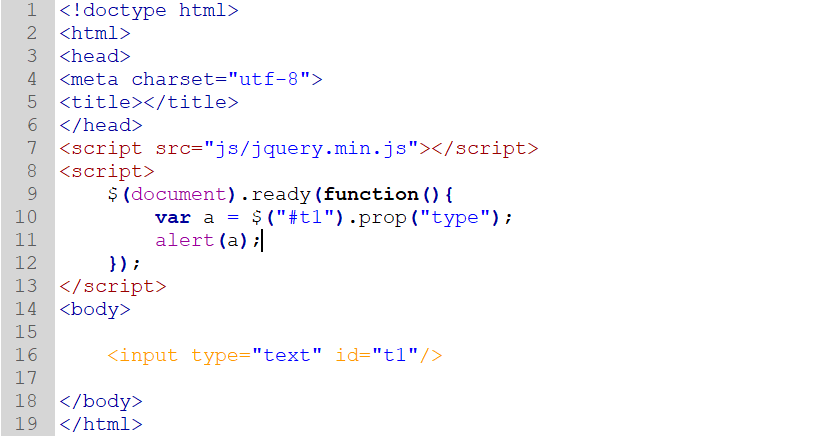 1 <!doctype html>
2 <html>
3 <head>
4 <meta charset="utf-8">
5 <title></title>
6 </head>
7 <script src="js/jquery.min.js"></script>
8 <script>
9     $(document).ready(function(){
10         var a = $("#t1").prop("type");
11         alert(a);
12     });
13 </script>
14 <body>
15
16     <input type="text" id="t1"/>
17
18 </body>
19 </html>